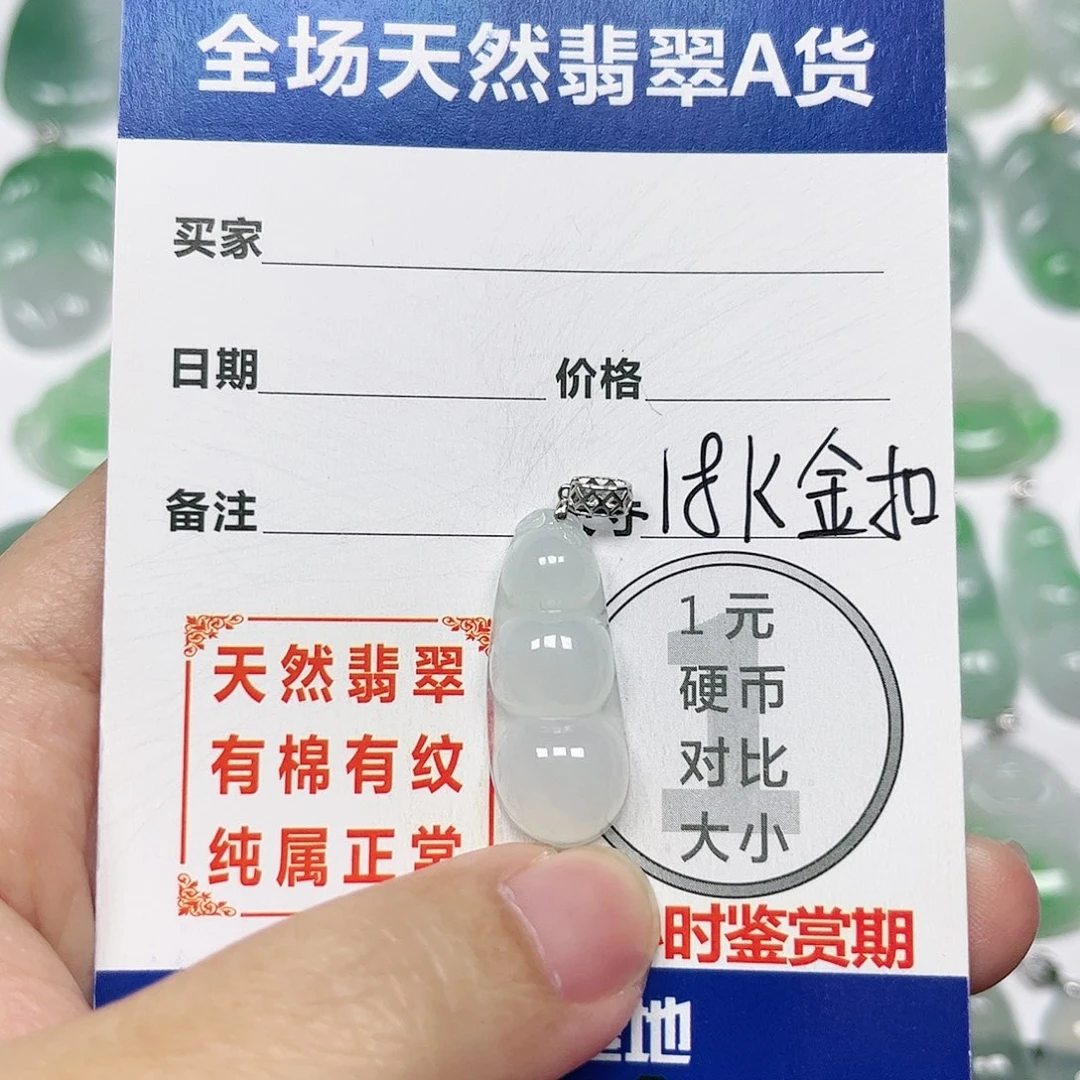 全场天然翡翠A货
买家
日期 价格
备注 18K金扣
天然翡翠
有棉有纹
纯属正常
1元
硬币
对比
大小
时鉴赏期
地